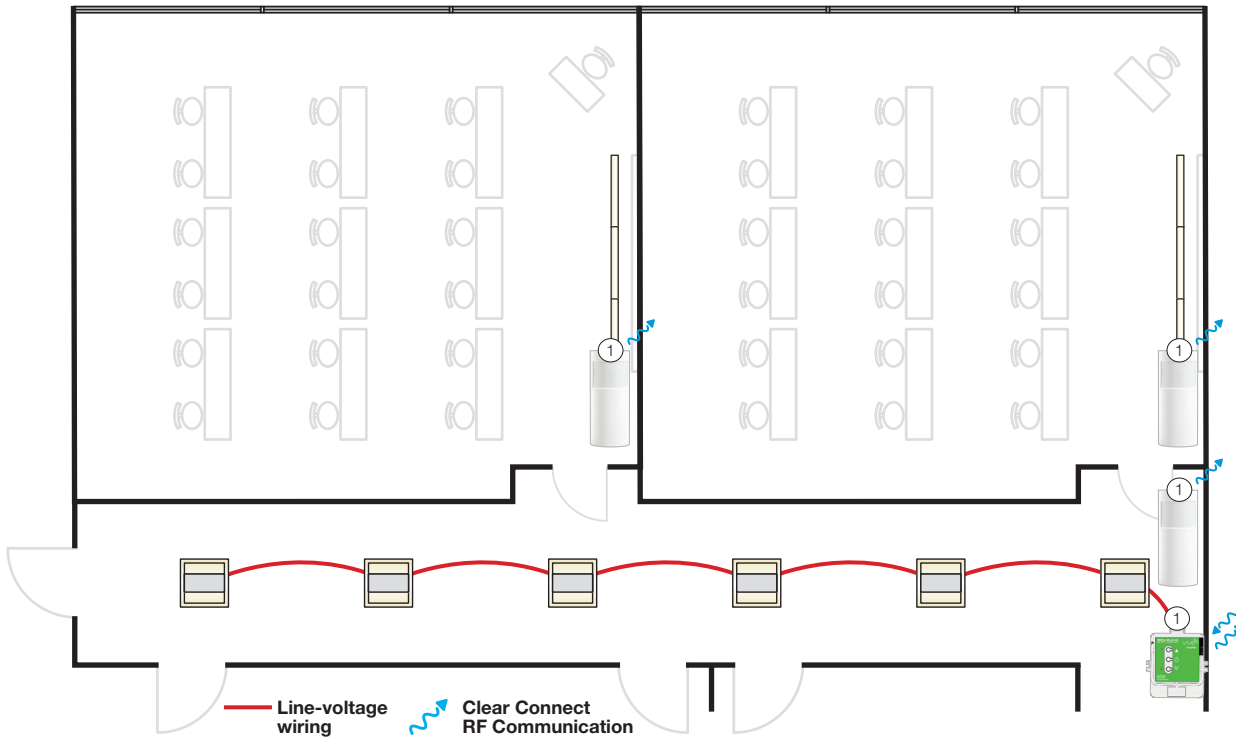 1
1
1
1
Line-voltage
wiring
Clear Connect
RF Communication